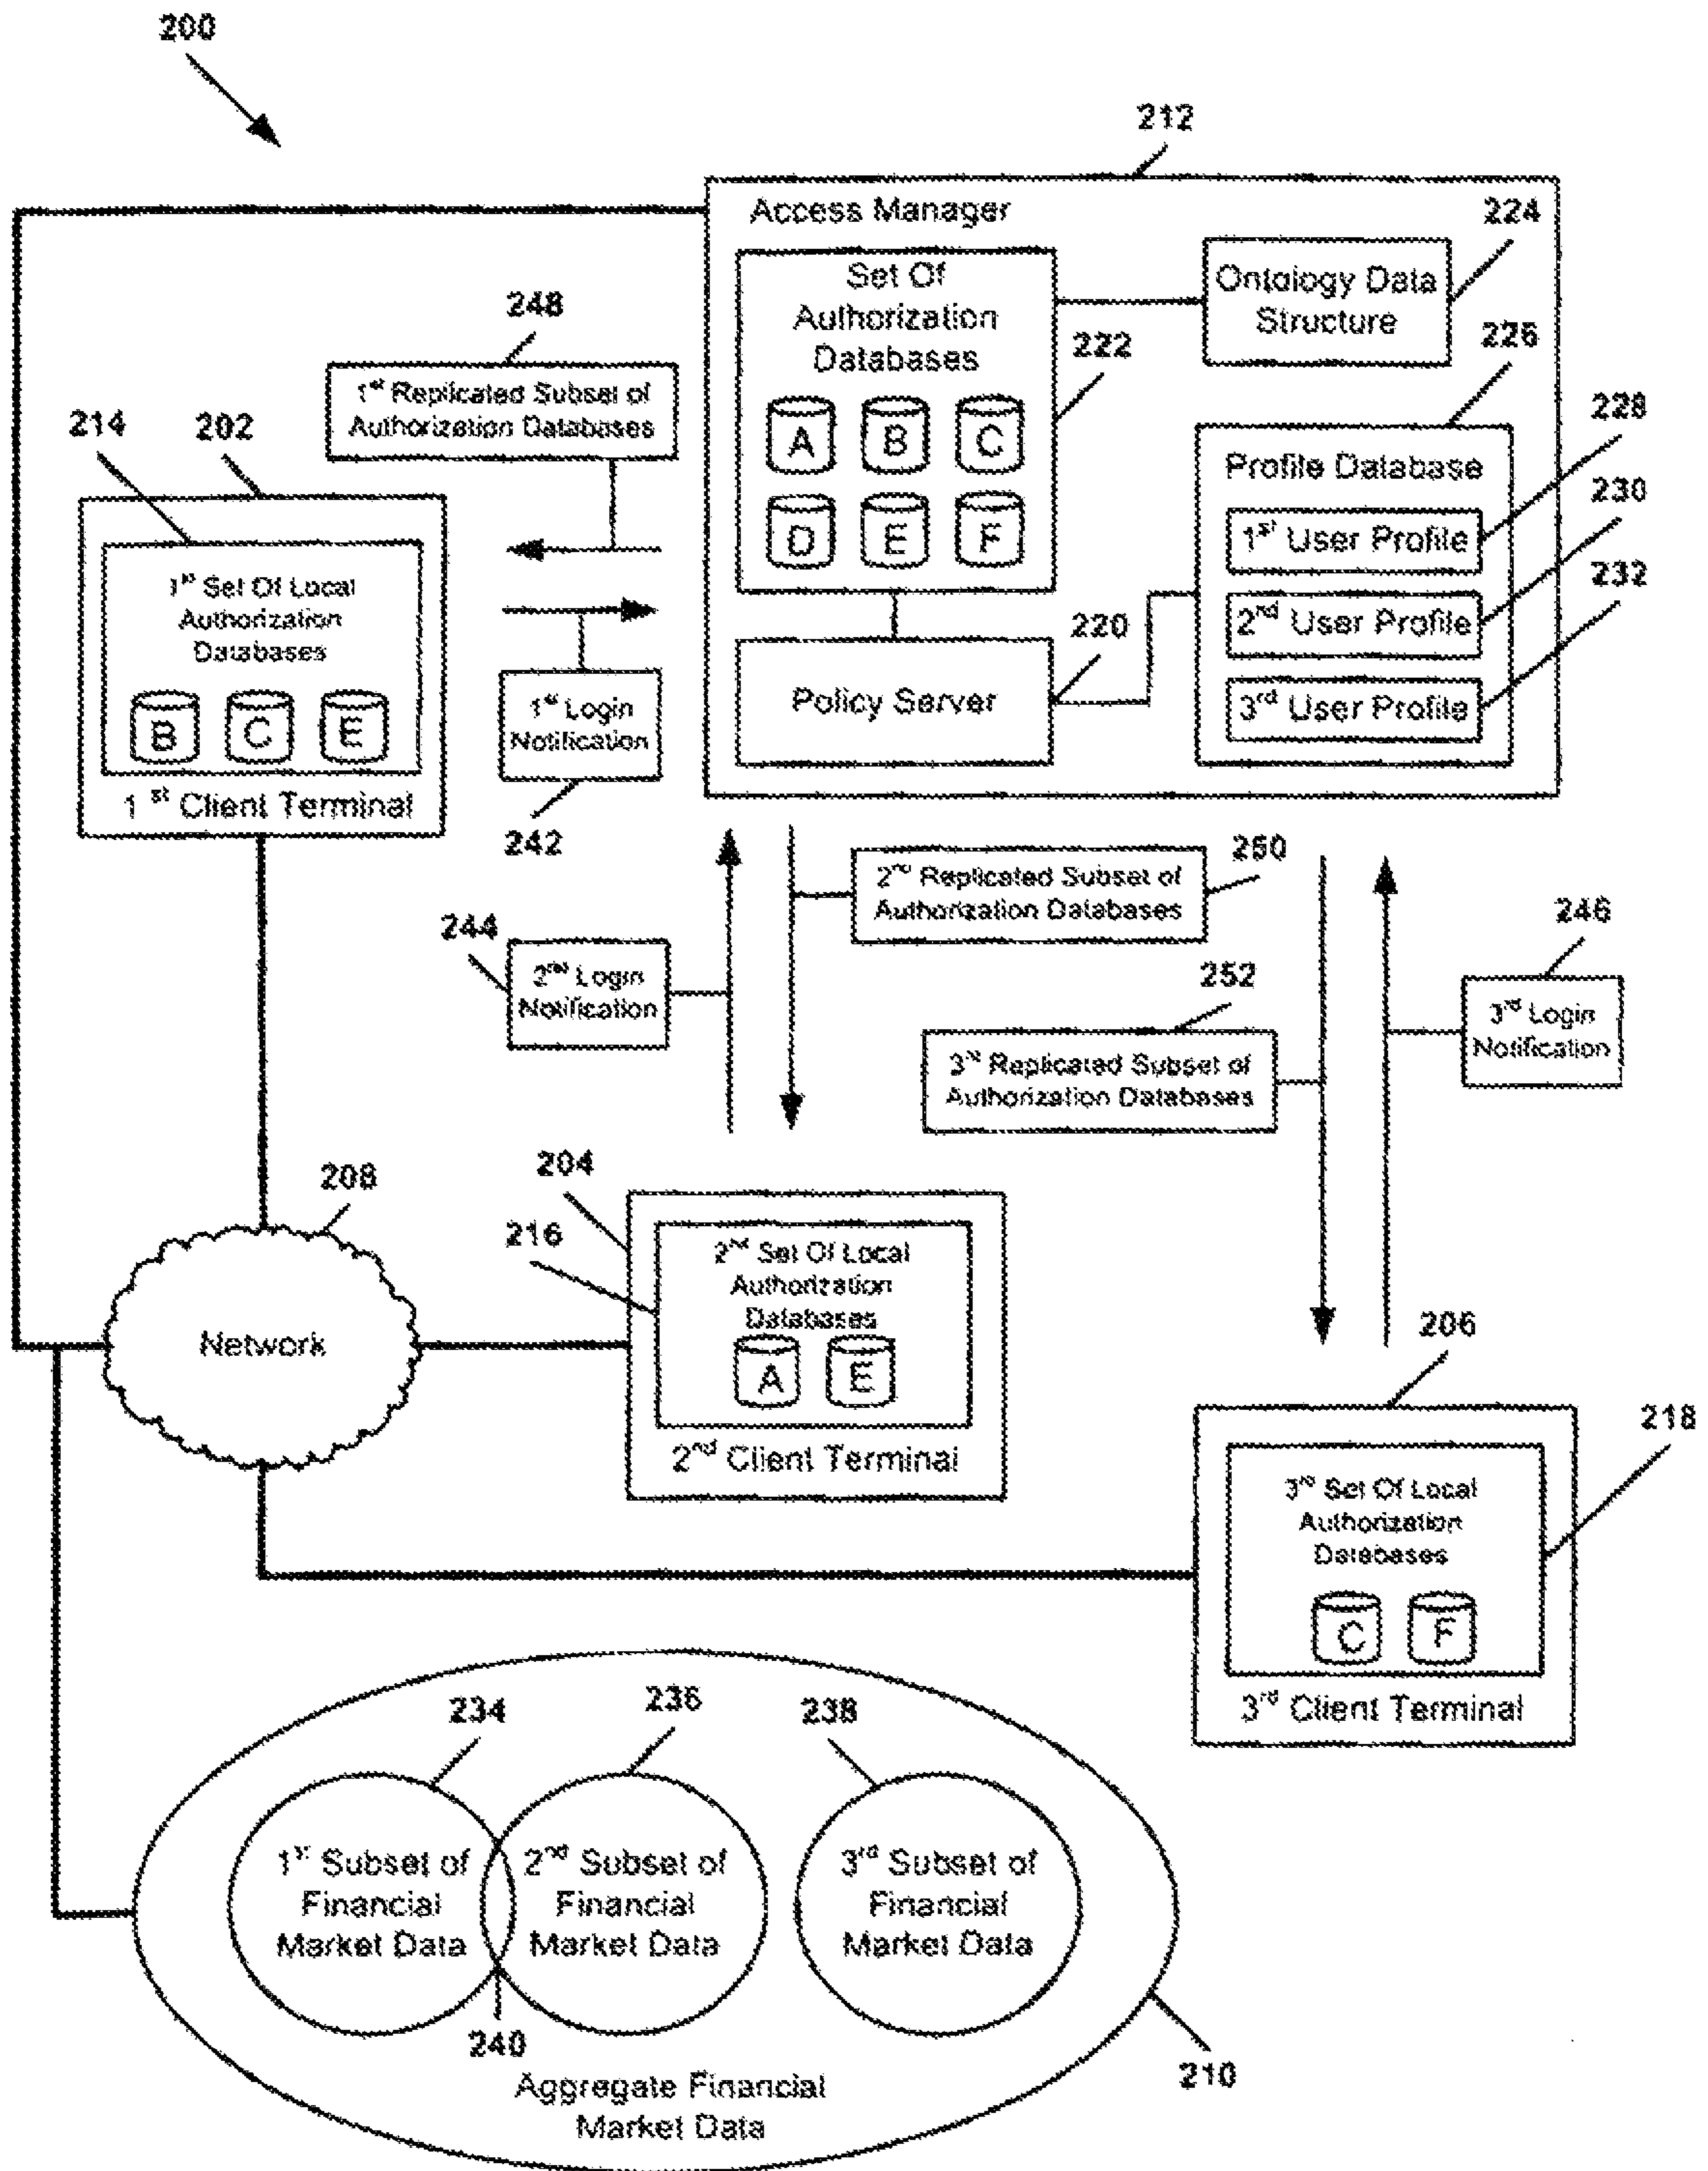 200
212
Access Manager
224
Set Of
Authorization
Databases
Ontology Data
Structure
248
222
226
1st Replicated Subset of
Authorization Databases
A
B
C
228
214
202
Profile Database
230
D
E
F
1st User Profile
232
1st Set Of Local
Authorization
Databases
2nd User Profile
220
B
C
E
1st Login
Notification
Policy Server
3rd User Profile
1st Client Terminal
242
250
2nd Replicated Subset of
Authorization Databases
244
246
2nd Login
Notification
252
3rd Login
Notification
3rd Replicated Subset of
Authorization Databases
208
204
216
2nd Set Of Local
Authorization
Databases
Network
A
E
206
218
2nd Client Terminal
3rd Set Of Local
Authorization
Databases
C
F
234
236
238
3rd Client Terminal
1st Subset of
Financial
Market Data
2nd Subset of
Financial
Market Data
3rd Subset of
Financial
Market Data
240
210
Aggregate Financial
Market Data